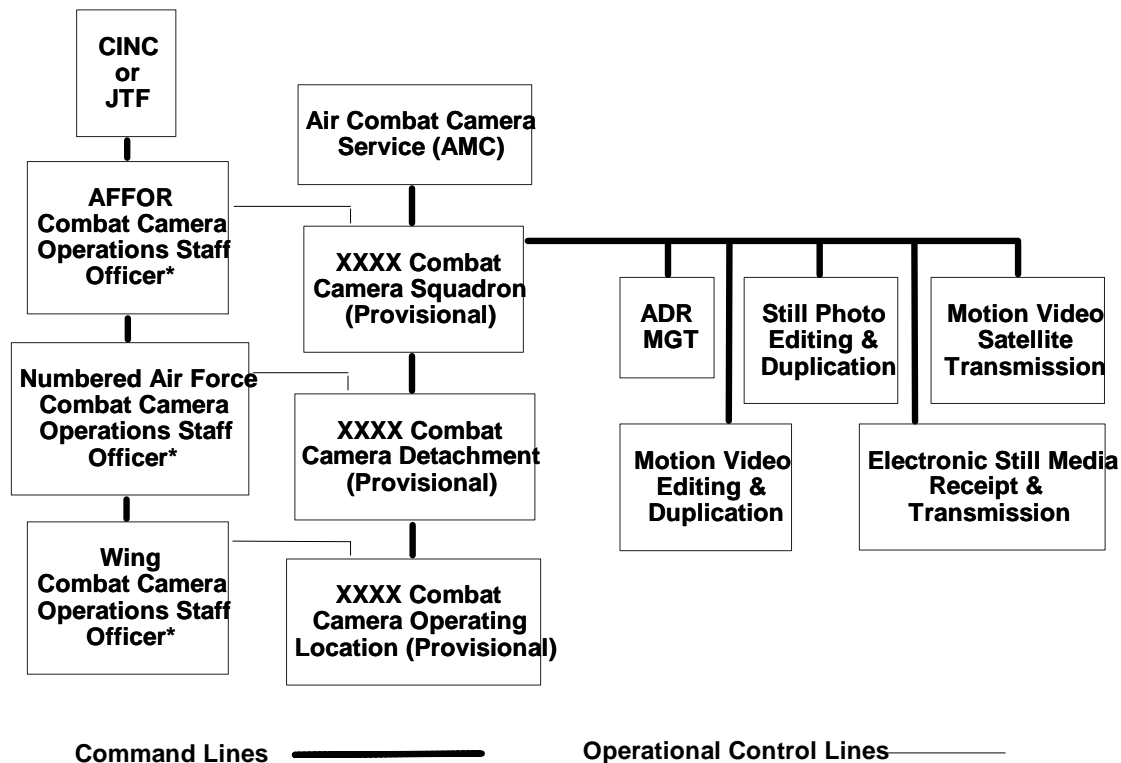 CINC
or
JTF
AFFOR
Combat Camera
Operations Staff
Officer*
Numbered Air Force
Combat Camera
Operations Staff
Officer*
Wing
Combat Camera
Operations Staff
Officer*
Air Combat Camera
Service (AMC)
XXXX Combat
Camera Squadron
(Provisional)
XXXX Combat
Camera Detachment
(Provisional)
XXXX Combat
Camera Operating
Location (Provisional)
ADR
MGT
Still Photo
Editing &
Duplication
Motion Video
Satellite
Transmission
Motion Video
Editing &
Duplication
Electronic Still Media
Receipt &
Transmission
Command Lines
Operational Control Lines